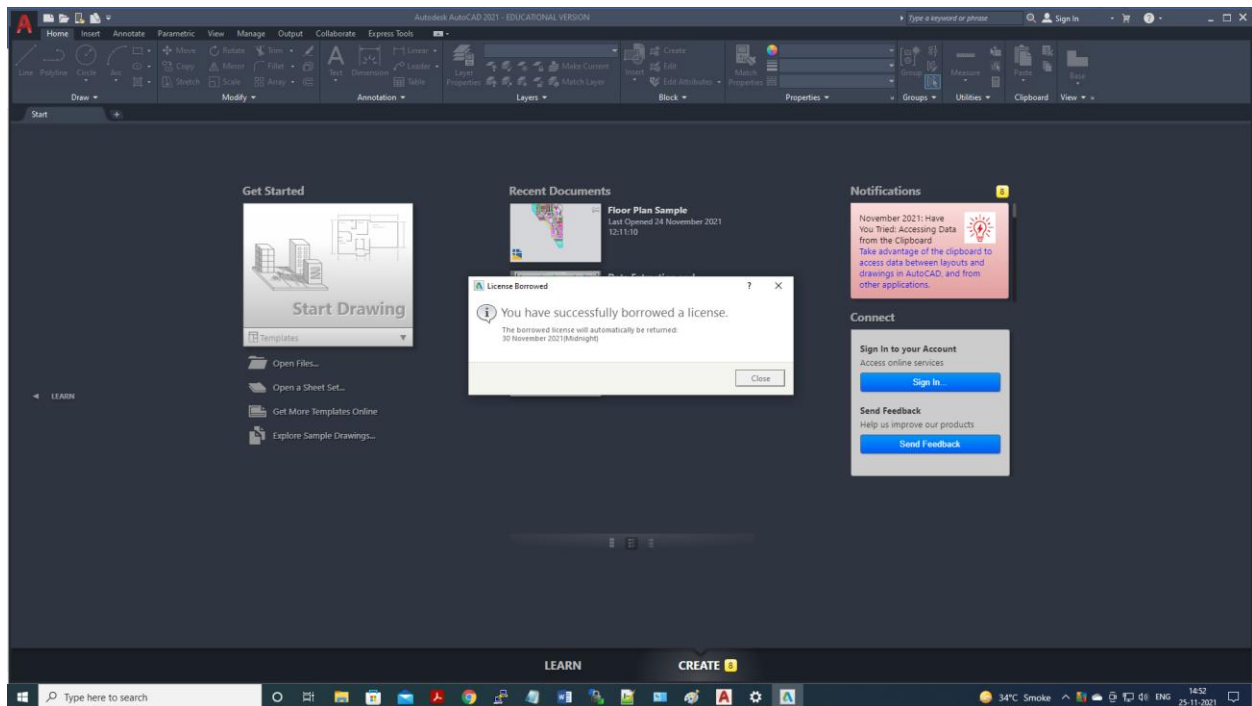 Autodesk AutoCAD 2021 - EDUCATIONAL VERSION
Type a keyword or phrase
Sign In
Home Insert Annotate Parametric View Manage Output Collaborate Express Tools
Line Polyline Circle Arc
Move Rotate Trim
Copy Mirror Fillet
Stretch Scale Array
Text Dimension
Linear
Leader
Table
Layer Properties
Make Current
Match Layer
Insert
Create
Edit
Edit Attributes
Match Properties
Group
Measure
Paste
Base
Draw Modify Annotation Layers Block Properties Groups Utilities Clipboard View
Start
Get Started
Start Drawing
Templates
Open Files...
Open a Sheet Set...
Get More Templates Online
Explore Sample Drawings...
LEARN
Recent Documents
Floor Plan Sample
Last Opened 24 November 2021
12:11:10
License Borrowed
You have successfully borrowed a license.
The borrowed license will automatically be returned:
30 November 2021(Midnight)
Close
Notifications 8
November 2021: Have
You Tried: Accessing Data
from the Clipboard
Take advantage of the clipboard to
access data between layouts and
drawings in AutoCAD, and from
other applications.
Connect
Sign In to your Account
Access online services
Sign In...
Send Feedback
Help us improve our products
Send Feedback
LEARN CREATE 8
Type here to search
34°C Smoke ENG
14:52
25-11-2021